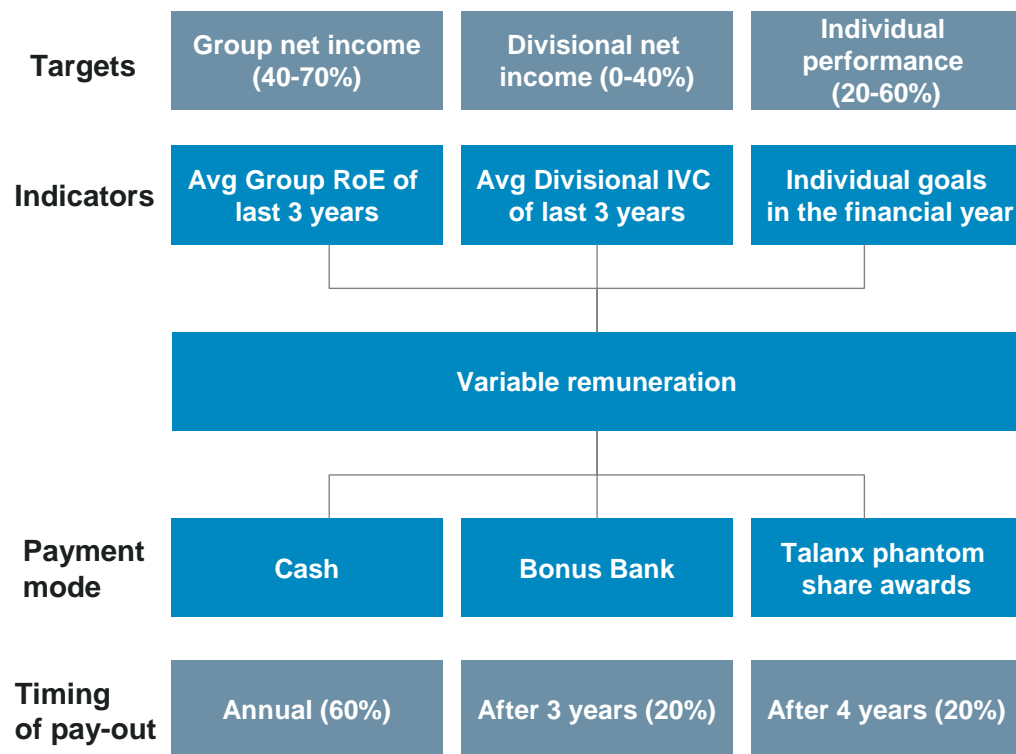 Targets
Group net income
(40-70%)
Divisional net
income (0-40%)
Individual
performance
(20-60%)
Indicators
Avg Group RoE of
last 3 years
Avg Divisional IVC
of last 3 years
Individual goals
in the financial year
Variable remuneration
Payment
mode
Cash
Bonus Bank
Talanx phantom
share awards
Timing
of pay-out
Annual (60%)
After 3 years (20%)
After 4 years (20%)